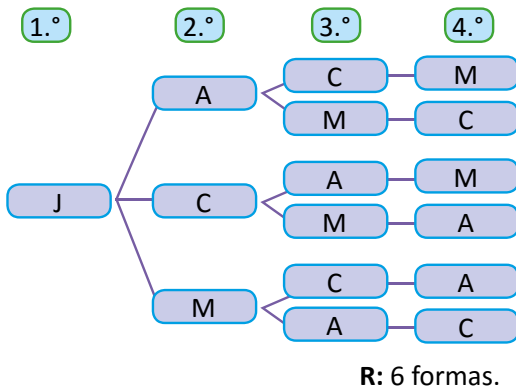 1.° 2.° 3.° 4.°
C M
A
M C
A M
J C
M A
C A
M
A C
R: 6 formas.